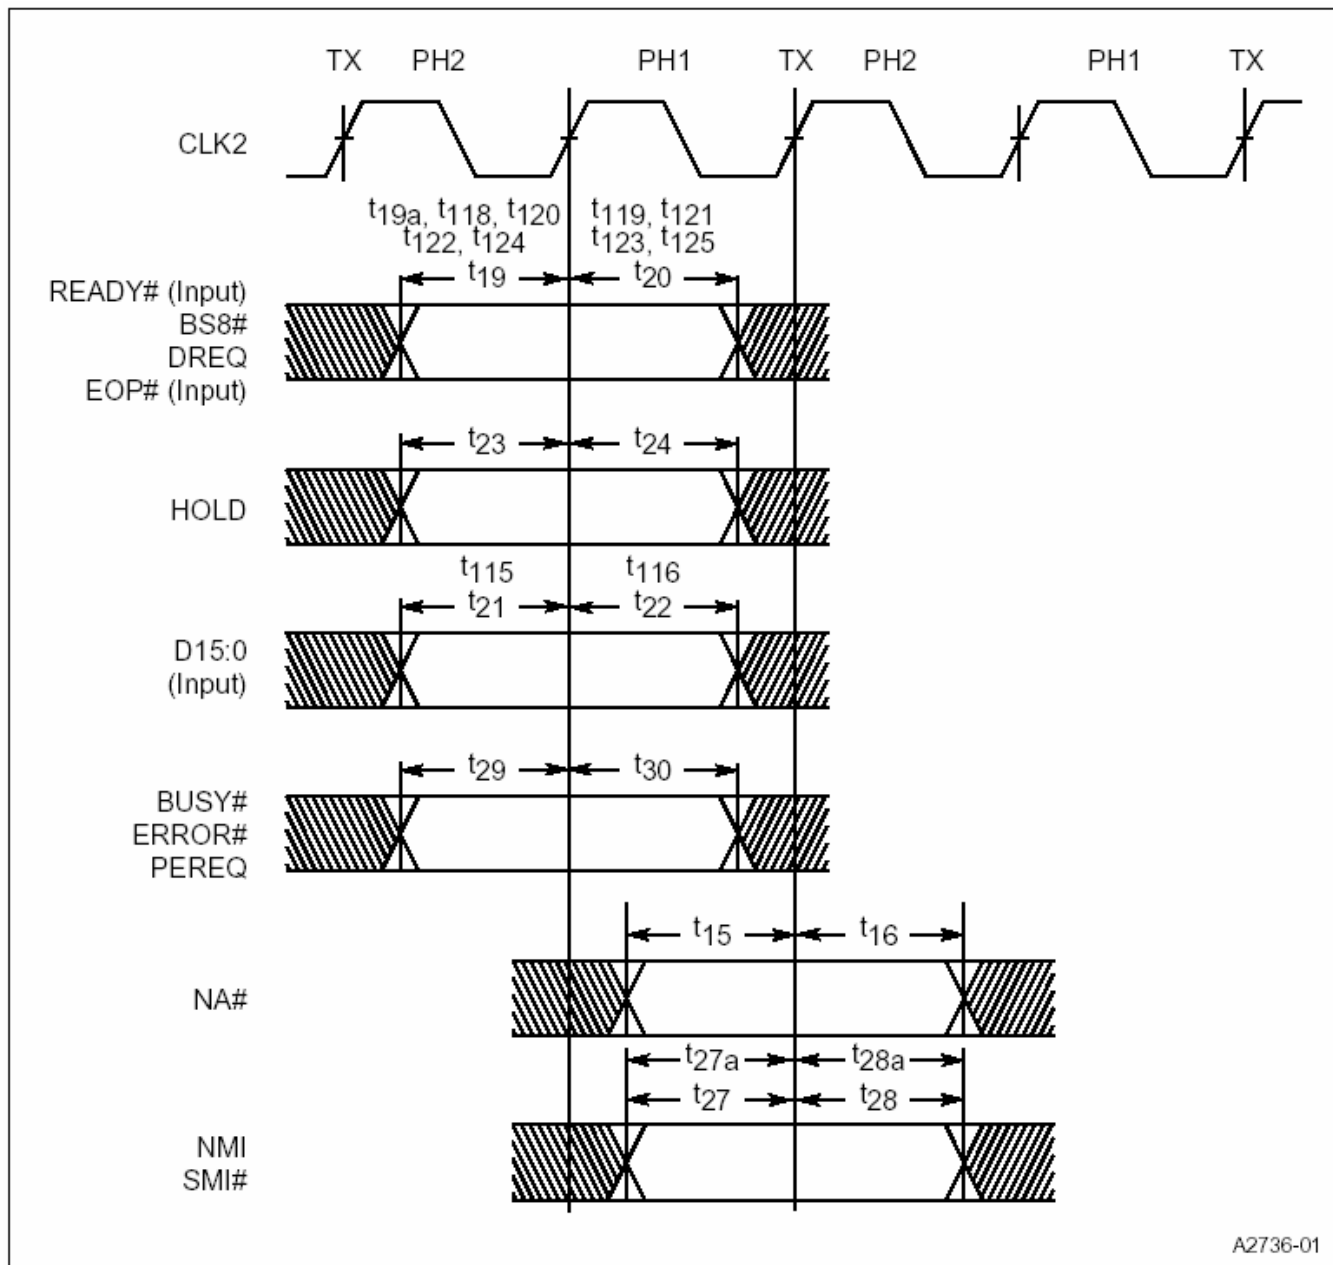 TX PH2 PH1 TX PH2 PH1 TX
CLK2
t19a, t118, t120 t119, t121
t122, t124 t123, t125
t19 t20
READY# (Input)
BS8#
DREQ
EOP# (Input)
t23 t24
HOLD
t115 t116
t21 t22
D15:0
(Input)
t29 t30
BUSY#
ERROR#
PEREQ
t15 t16
NA#
t27a t28a
t27 t28
NMI
SMI#
A2736-01